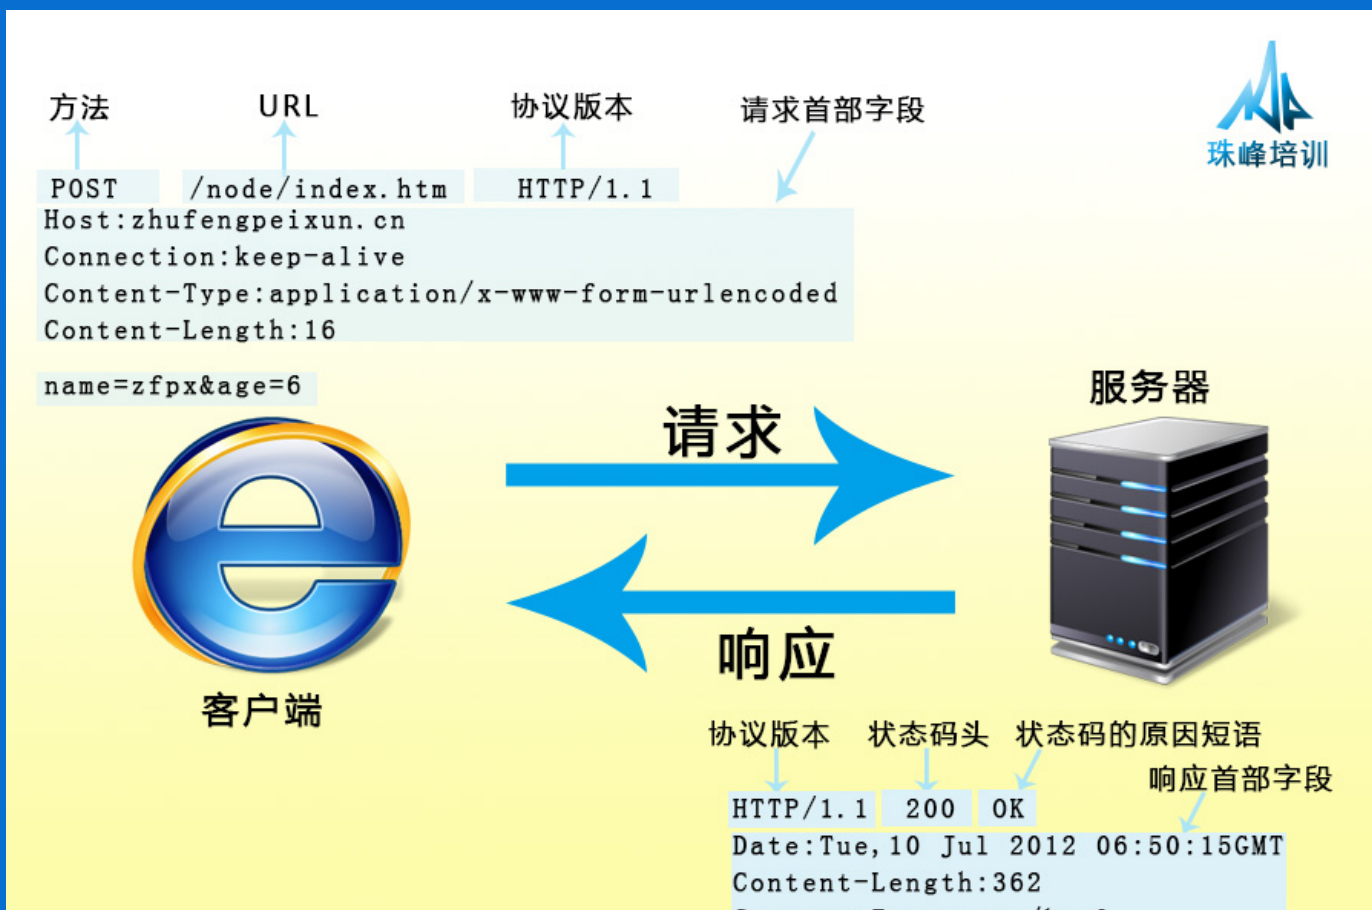 方法 URL 协议版本 请求首部字段
珠峰培训
POST /node/index.htm HTTP/1.1
Host:zhufengpeixun.cn
Connection:keep-alive
Content-Type:application/x-www-form-urlencoded
Content-Length:16
name=zfpx&age=6
请求
服务器
响应
客户端
协议版本 状态码头 状态码的原因短语
响应首部字段
HTTP/1.1 200 OK
Date:Tue,10 Jul 2012 06:50:15GMT
Content-Length:362